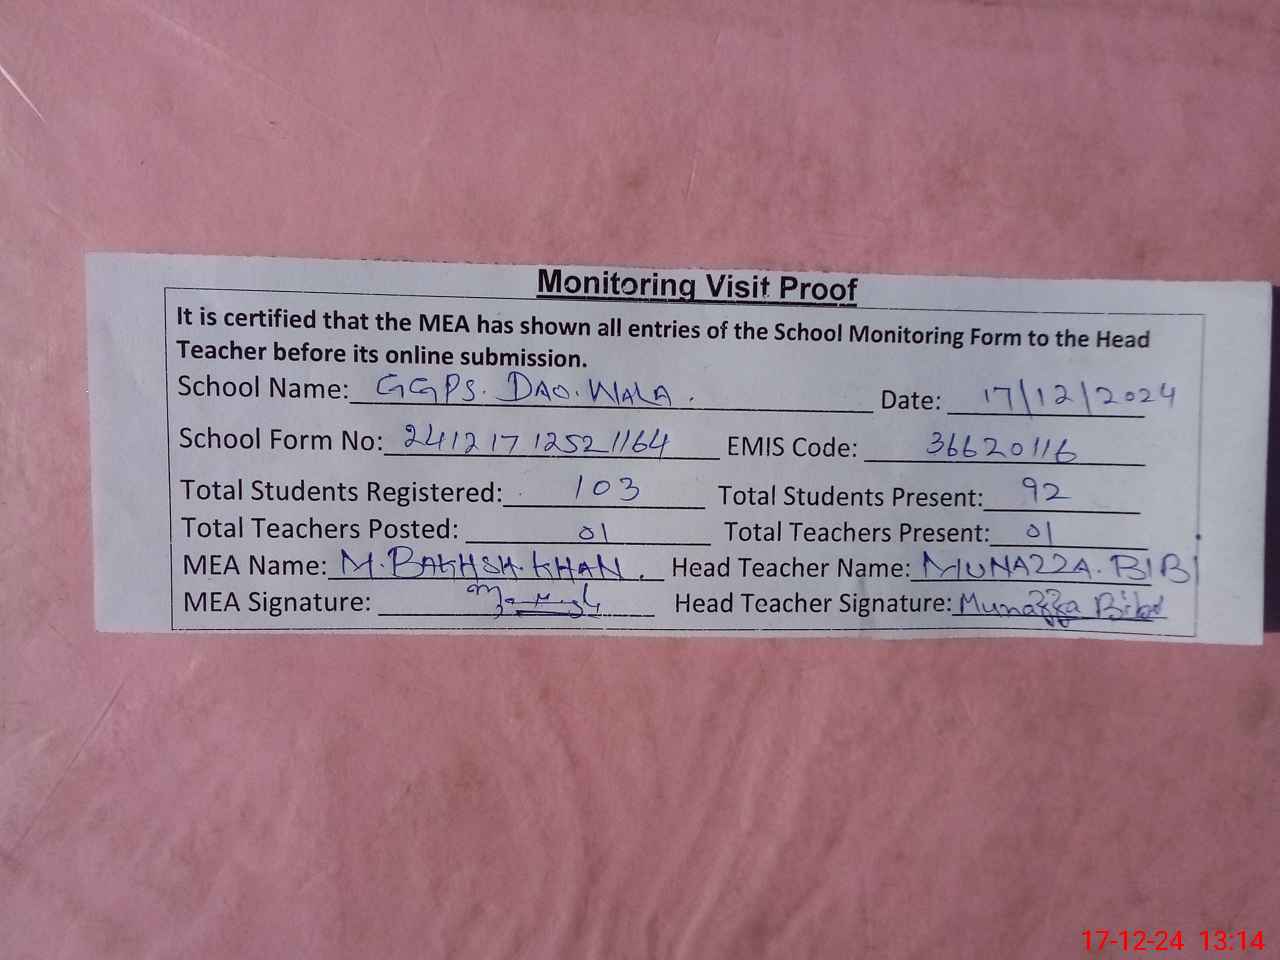 Monitoring Visit Proof
It is certified that the MEA has shown all entries of the School Monitoring Form to the Head
Teacher before its online submission.
School Name: GGPS. DAO. WALA. Date: 17/12/2024
School Form No: 24121712521164 EMIS Code: 36620116
Total Students Registered: 103 Total Students Present: 92
Total Teachers Posted: 01 Total Teachers Present: 01
MEA Name: M. BAKHSH. KHAN. Head Teacher Name: MUNAZZA. BIBI
MEA Signature: Head Teacher Signature: Munazza Bibi
17-12-24 13:14